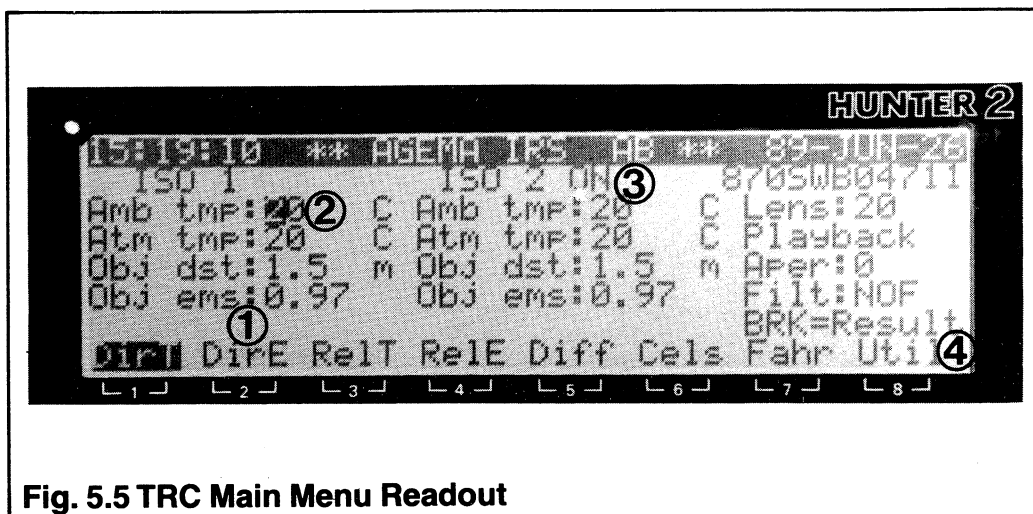 HUNTER 2
15:19:10 ** AGEMA IRS AB ** 89-JUN-26
ISO 1 ISO 2 ON ③ 870SWB04711
Amb tmp:20 ② C Amb tmp:20 C Lens:20
Atm tmp:20 C Atm tmp:20 C Playback
Obj dst:1.5 m Obj dst:1.5 m Aper:0
Obj ems:0.97 Obj ems:0.97 Filt:NOF
① BRK=Result
DirT DirE RelT RelE Diff Cels Fahr Util ④
1 2 3 4 5 6 7 8
Fig. 5.5 TRC Main Menu Readout